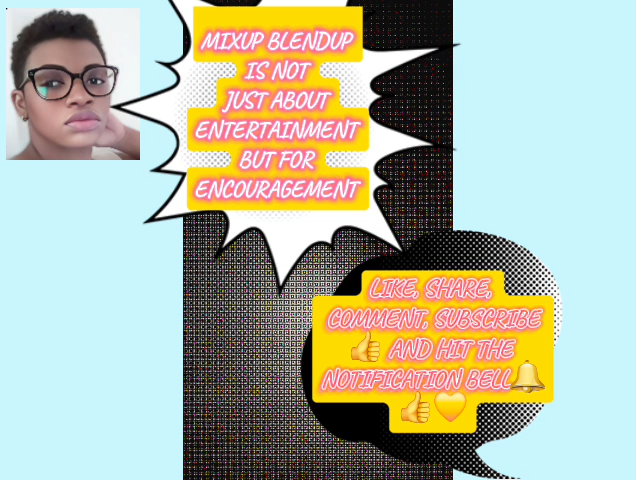 MIXUP BLENDUP
IS NOT
JUST ABOUT
ENTERTAINMENT
BUT FOR
ENCOURAGEMENT
LIKE, SHARE,
COMMENT, SUBSCRIBE
👍 AND HIT THE
NOTIFICATION BELL🔔
👍💛